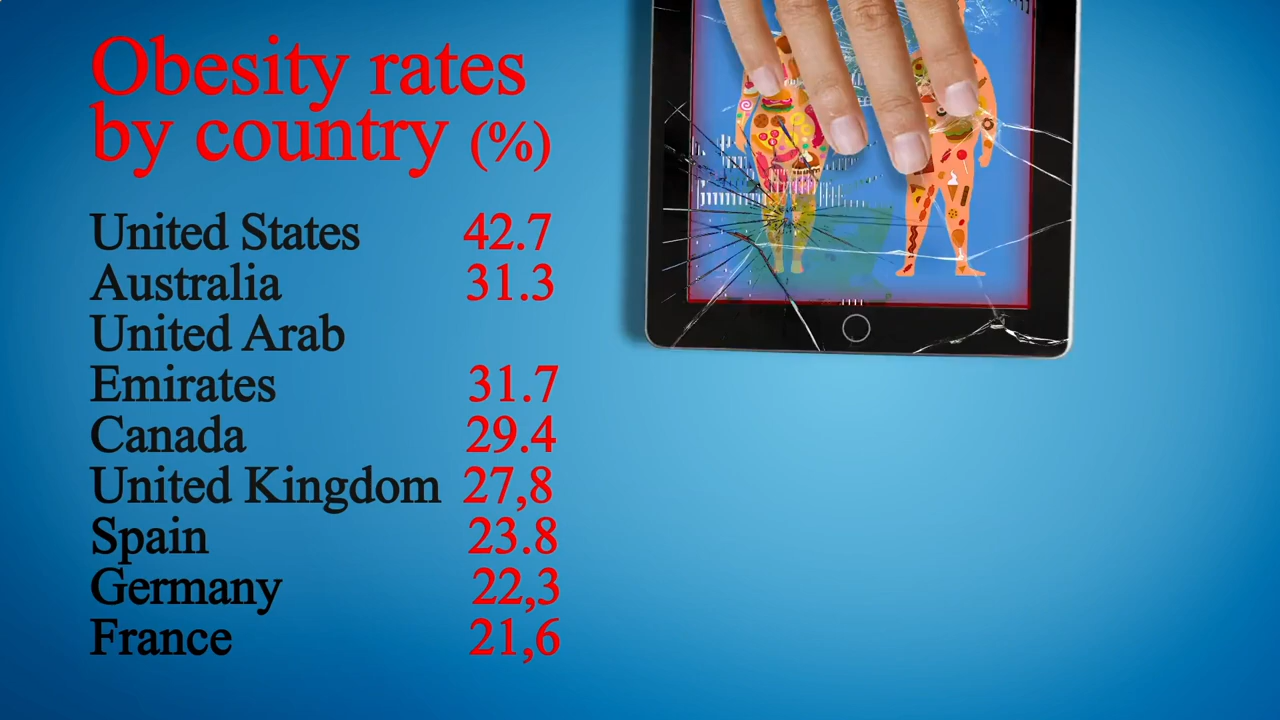 Obesity rates
by country (%)
United States 42.7
Australia 31.3
United Arab
Emirates 31.7
Canada 29.4
United Kingdom 27,8
Spain 23.8
Germany 22,3
France 21,6